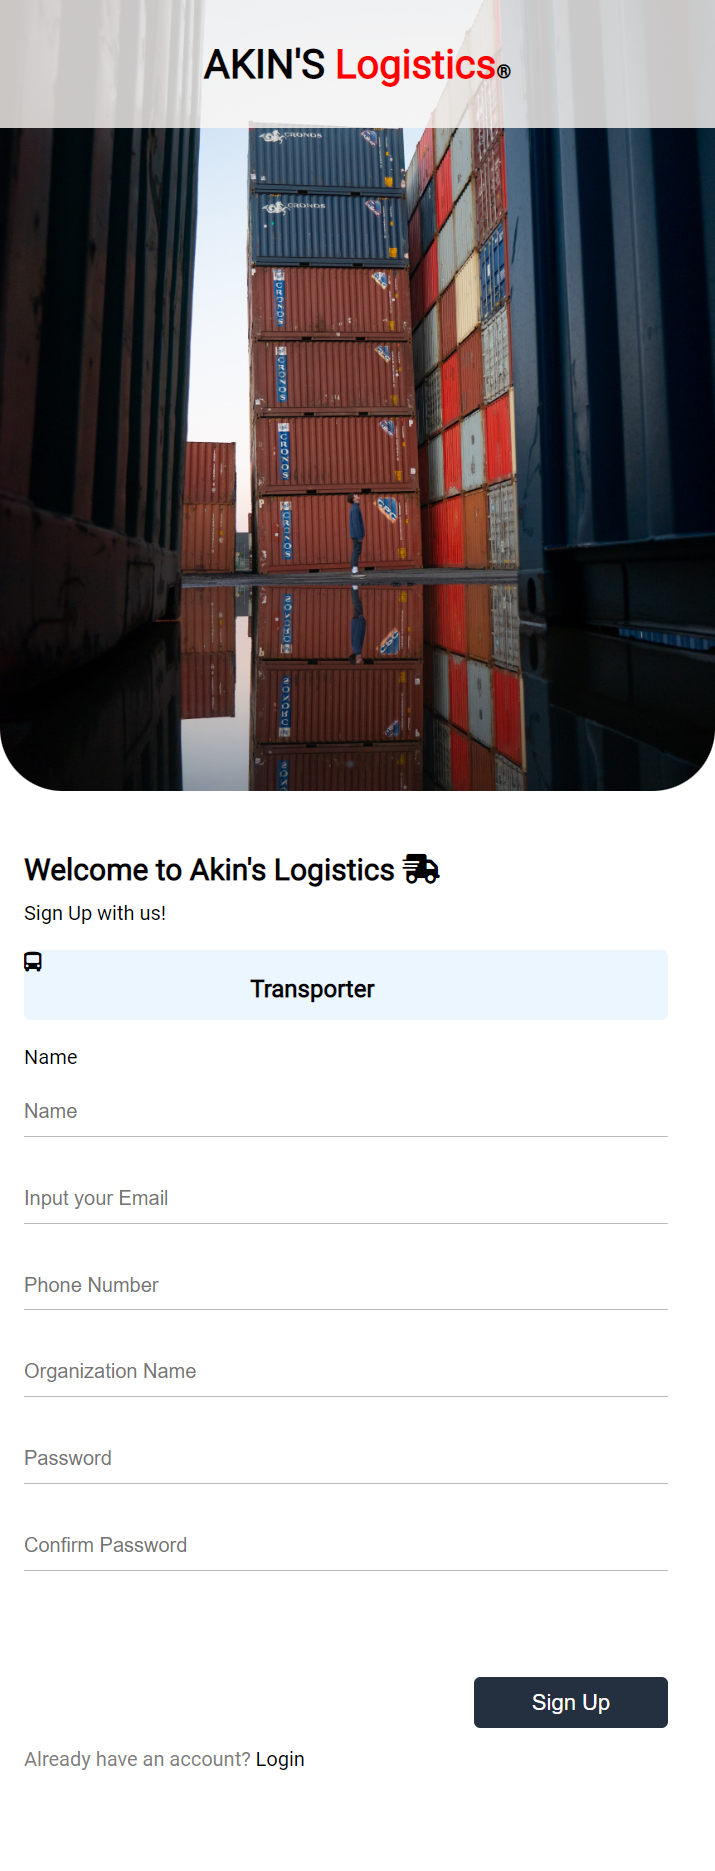 AKIN'S Logistics®
CRONOS
CRONOS
CRONOS
CRONOS
CRONOS
CRONOS
Welcome to Akin's Logistics
Sign Up with us!
Transporter
Name
Name
Input your Email
Phone Number
Organization Name
Password
Confirm Password
Sign Up
Already have an account? Login